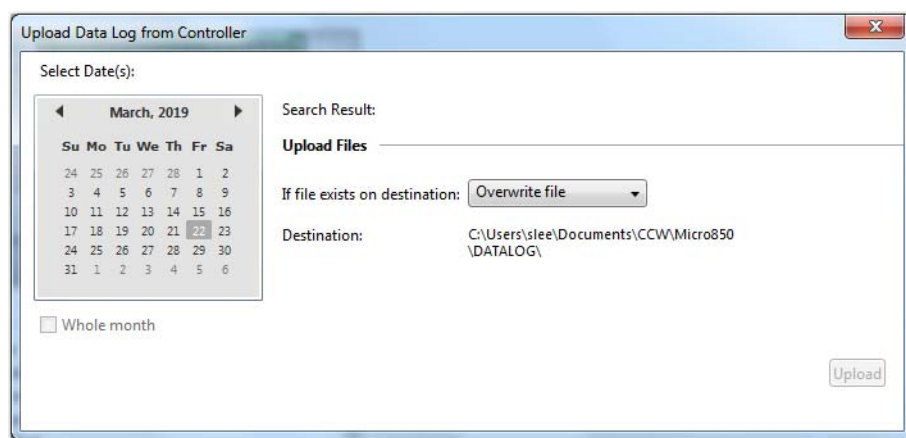 Upload Data Log from Controller
X
Select Date(s):
March, 2019
Su Mo Tu We Th Fr Sa
24 25 26 27 28 1 2
3 4 5 6 7 8 9
10 11 12 13 14 15 16
17 18 19 20 21 22 23
24 25 26 27 28 29 30
31 1 2 3 4 5 6
Whole month
Search Result:
Upload Files
If file exists on destination: Overwrite file
Destination: C:\Users\slee\Documents\CCW\Micro850
\DATALOG\
Upload